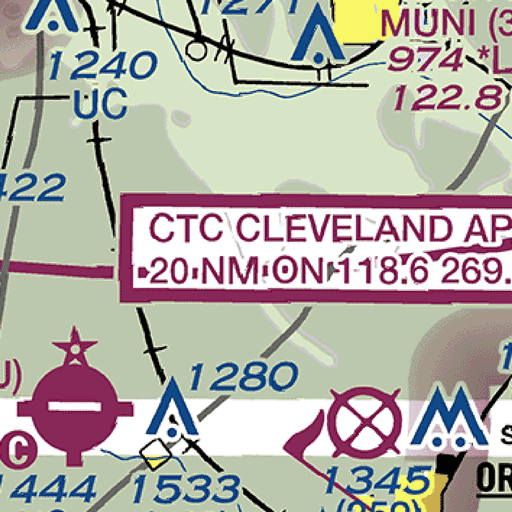 1271
MUNI (3
974 *L
122.8
1240
UC
422
CTC CLEVELAND AP
20 NM ON 118.6 269.
1280
J)
C
1444
1533
1345
(259)
S
OR